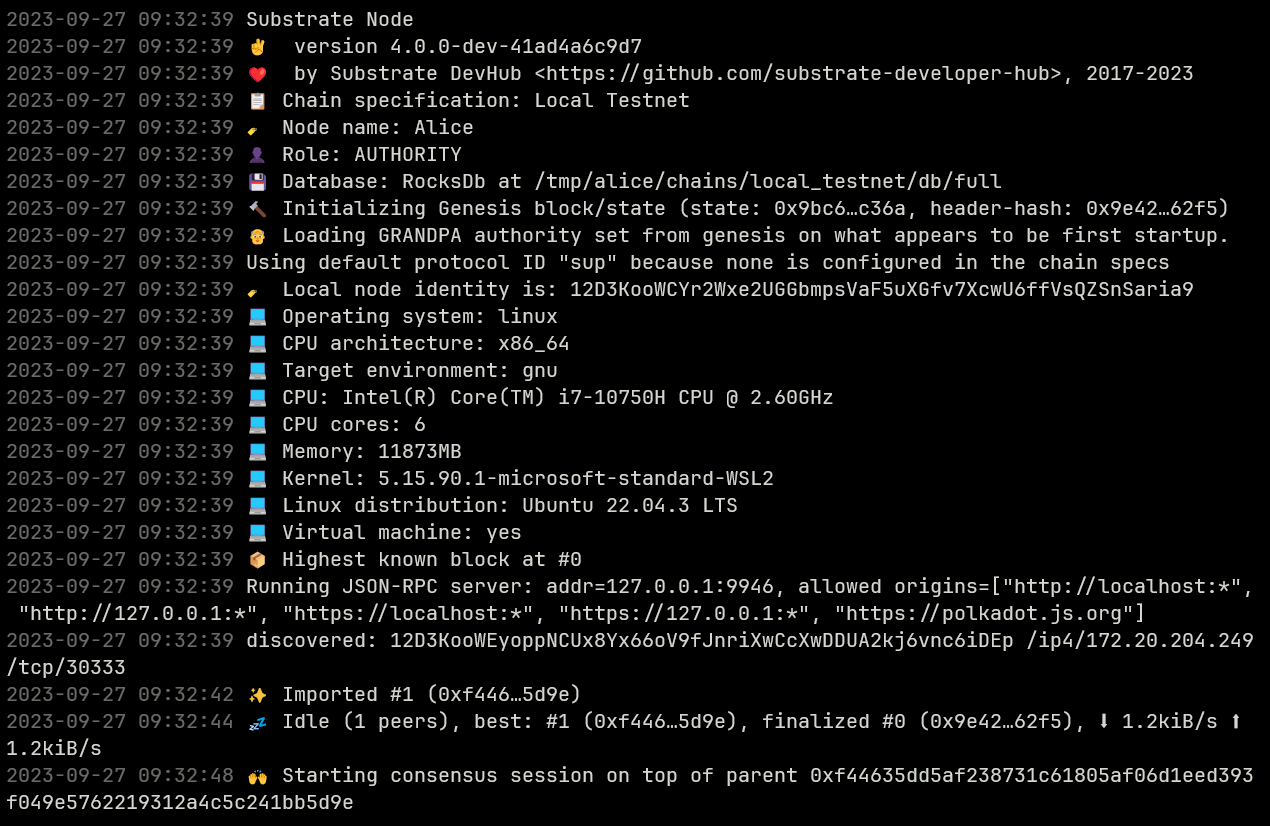 2023-09-27 09:32:39 Substrate Node
2023-09-27 09:32:39 ✌️  version 4.0.0-dev-41ad4a6c9d7
2023-09-27 09:32:39 ❤️  by Substrate DevHub <https://github.com/substrate-developer-hub>, 2017-2023
2023-09-27 09:32:39 📋 Chain specification: Local Testnet
2023-09-27 09:32:39 🏷 Node name: Alice
2023-09-27 09:32:39 👤 Role: AUTHORITY
2023-09-27 09:32:39 💾 Database: RocksDb at /tmp/alice/chains/local_testnet/db/full
2023-09-27 09:32:39 🔨 Initializing Genesis block/state (state: 0x9bc6…c36a, header-hash: 0x9e42…62f5)
2023-09-27 09:32:39 👴 Loading GRANDPA authority set from genesis on what appears to be first startup.
2023-09-27 09:32:39 Using default protocol ID "sup" because none is configured in the chain specs
2023-09-27 09:32:39 🏷 Local node identity is: 12D3KooWCYr2Wxe2UGGbmpsVaF5uXGfv7XcwU6ffVsQZSnSaria9
2023-09-27 09:32:39 💻 Operating system: linux
2023-09-27 09:32:39 💻 CPU architecture: x86_64
2023-09-27 09:32:39 💻 Target environment: gnu
2023-09-27 09:32:39 💻 CPU: Intel(R) Core(TM) i7-10750H CPU @ 2.60GHz
2023-09-27 09:32:39 💻 CPU cores: 6
2023-09-27 09:32:39 💻 Memory: 11873MB
2023-09-27 09:32:39 💻 Kernel: 5.15.90.1-microsoft-standard-WSL2
2023-09-27 09:32:39 💻 Linux distribution: Ubuntu 22.04.3 LTS
2023-09-27 09:32:39 💻 Virtual machine: yes
2023-09-27 09:32:39 📦 Highest known block at #0
2023-09-27 09:32:39 Running JSON-RPC server: addr=127.0.0.1:9946, allowed origins=["http://localhost:*",
"http://127.0.0.1:*", "https://localhost:*", "https://127.0.0.1:*", "https://polkadot.js.org"]
2023-09-27 09:32:39 discovered: 12D3KooWEyoppNCUx8Yx66oV9fJnriXwCcXwDDUA2kj6vnc6iDEp /ip4/172.20.204.249
/tcp/30333
2023-09-27 09:32:42 ✨ Imported #1 (0xf446…5d9e)
2023-09-27 09:32:44 💤 Idle (1 peers), best: #1 (0xf446…5d9e), finalized #0 (0x9e42…62f5), ⬇ 1.2kiB/s ⬆
1.2kiB/s
2023-09-27 09:32:48 🙌 Starting consensus session on top of parent 0xf44635dd5af238731c61805af06d1eed393
f049e5762219312a4c5c241bb5d9e